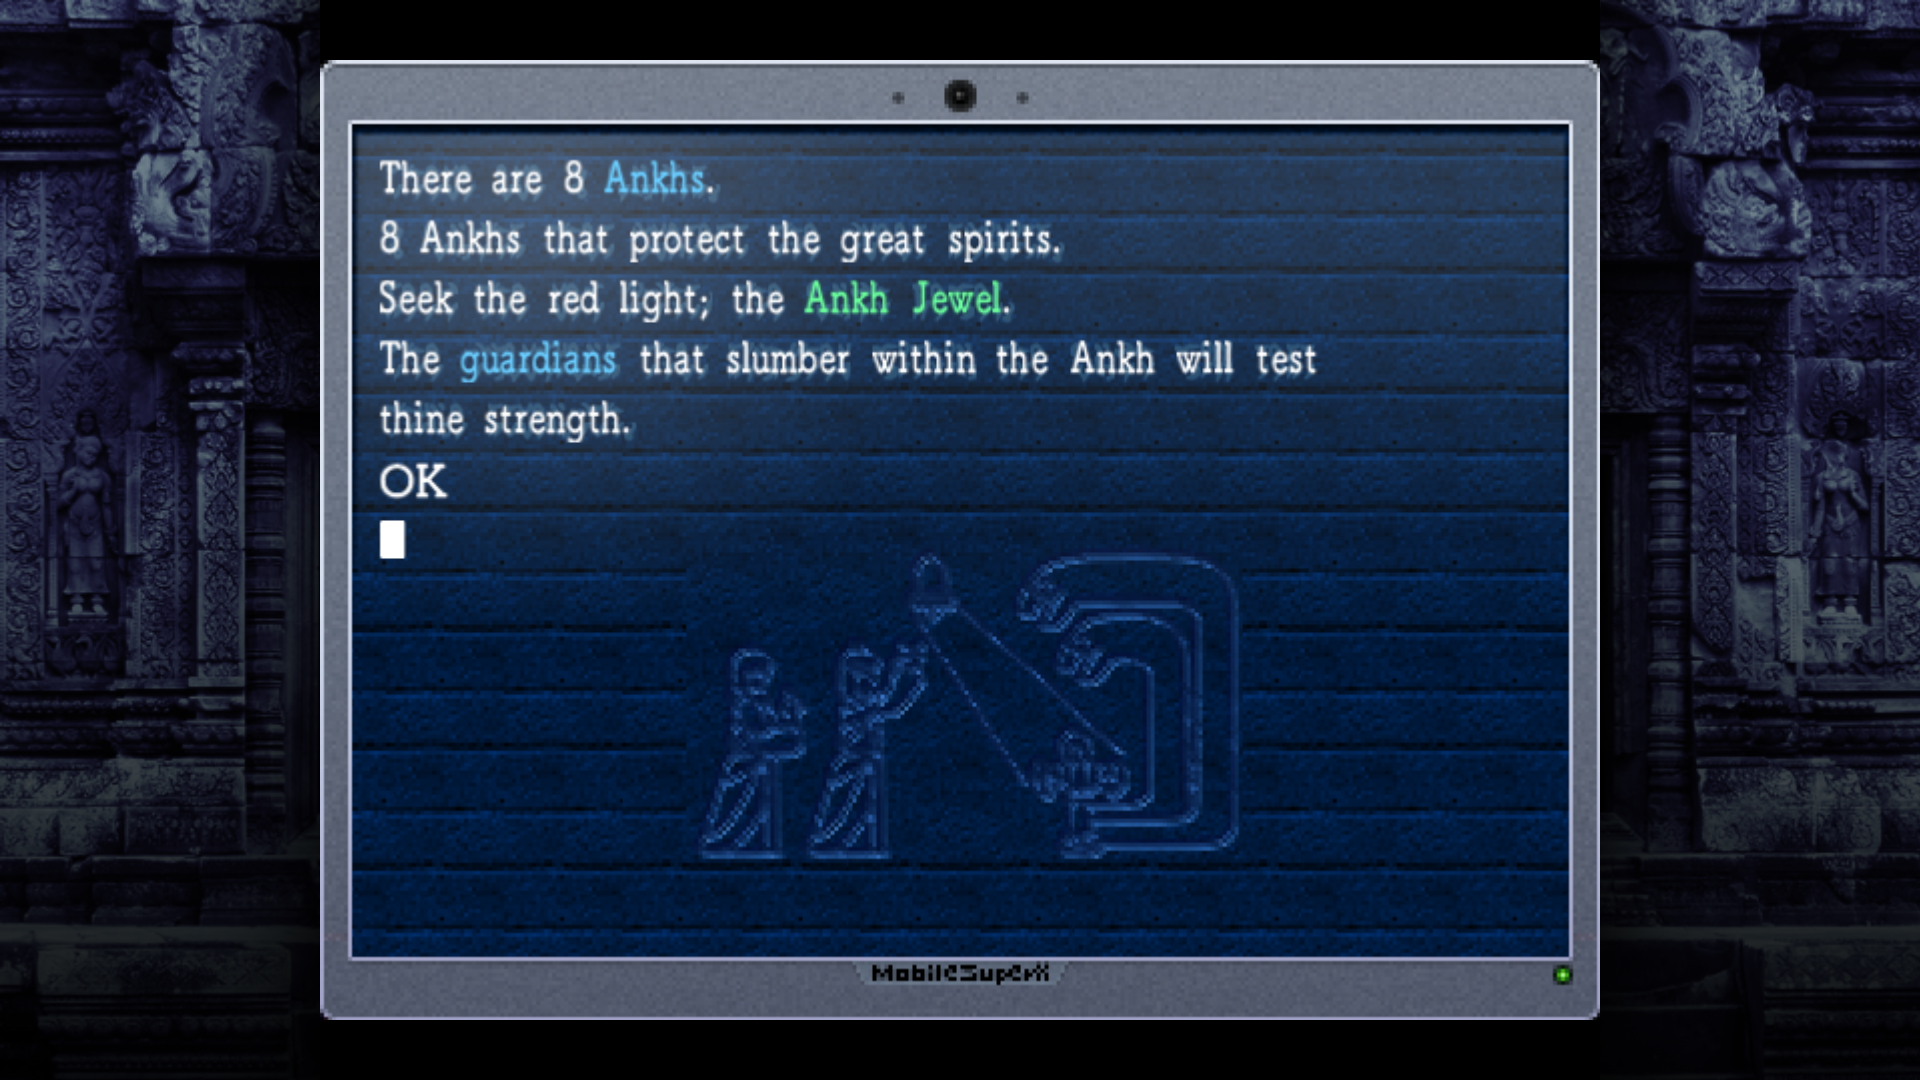 There are 8 Ankhs.
8 Ankhs that protect the great spirits.
Seek the red light; the Ankh Jewel.
The guardians that slumber within the Ankh will test
thine strength.
OK
MobileSuperX